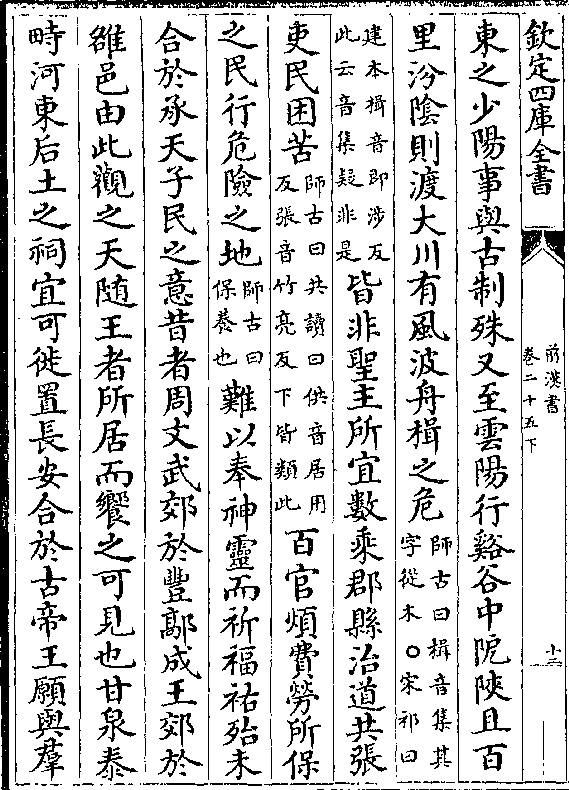 欽定四庫全書
前漢書
卷二十五下
十三
東之少陽事與古制殊又至雲陽行谿谷中阸陝且百
里汾陰則渡大川有風波舟楫之危師古曰楫音集其字從木○宋祁曰
建本楫音即涉反此云音集疑非是皆非聖主所宜數乘郡縣治道共張
吏民困苦師古曰共讀曰供音居用反張音竹亮反下皆類此百官煩費勞所保
之民行危險之地師古曰保養也難以奉神靈而祈福祐殆未
合於承天子民之意昔者周文武郊於豐鄗成王郊於
雒邑由此觀之天随王者所居而饗之可見也甘泉泰
畤河東后土之祠宜可徙置長安合於古帝王願與羣